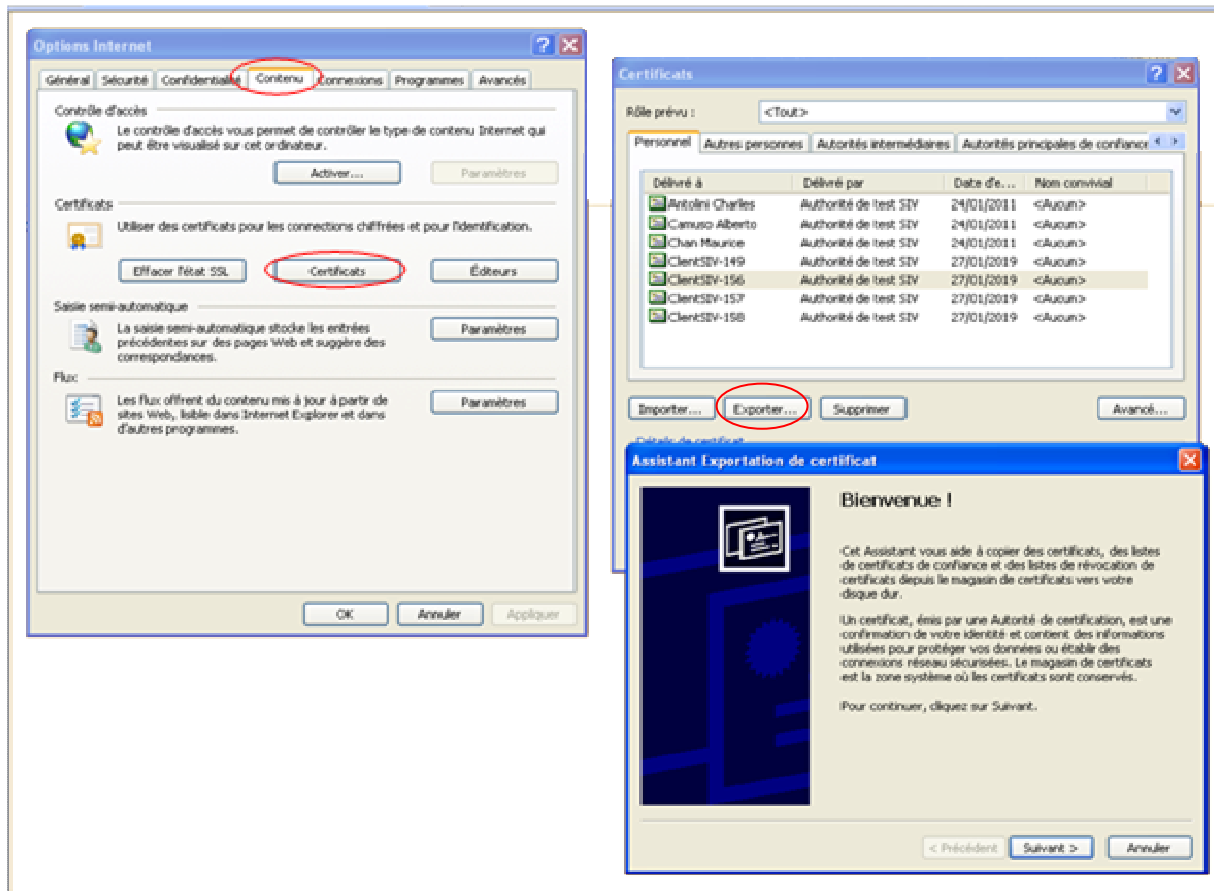 Options Internet
Général Sécurité Confidentialité Contenu Connexions Programmes Avancés
Contrôle d'accès
Le contrôle d'accès vous permet de contrôler le type de contenu Internet qui
peut être visualisé sur cet ordinateur.
Activer... Paramètres
Certificats
Utiliser des certificats pour les connections chiffrées et pour l'identification.
Effacer l'état SSL Certificats Éditeurs
Saisie semi-automatique
La saisie semi-automatique stocke les entrées
précédentes sur des pages Web et suggère des
correspondances.
Paramètres
Flux
Les flux offrent du contenu mis à jour à partir de
sites Web, lisible dans Internet Explorer et dans
d'autres programmes.
Paramètres
OK Annuler Appliquer
Certificats
Rôle prévu : <Tout>
Personnel Autres personnes Autorités intermédiaires Autorités principales de confiance
Délivré à Délivré par Date d'e... Nom convivial
Antolini Charlles Authorité de test SIV 24/01/2011 <Aucun>
Camuso Alberto Authorité de test SIV 24/01/2011 <Aucun>
Chan Maurice Authorité de test SIV 24/01/2011 <Aucun>
ClientSIV-149 Authorité de test SIV 27/01/2019 <Aucun>
ClientSIV-156 Authorité de test SIV 27/01/2019 <Aucun>
ClientSIV-157 Authorité de test SIV 27/01/2019 <Aucun>
ClientSIV-158 Authorité de test SIV 27/01/2019 <Aucun>
Importer... Exporter... Supprimer Avancé...
Détails de certificat
Assistant Exportation de certificat
Bienvenue !
Cet Assistant vous aide à copier des certificats, des listes
de certificats de confiance et des listes de révocation de
certificats depuis le magasin de certificats vers votre
disque dur.
Un certificat, émis par une Autorité de certification, est une
confirmation de votre identité et contient des informations
utilisées pour protéger vos données ou établir des
connexions réseau sécurisées. Le magasin de certificats
est la zone système où les certificats sont conservés.
Pour continuer, cliquez sur Suivant.
< Précédent Suivant > Annuler